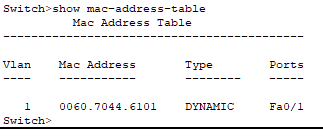 Switch>show mac-address-table
Mac Address Table
-------------------------------------------
Vlan    Mac Address       Type        Ports
----    -----------       --------    -----
1    0060.7044.6101    DYNAMIC     Fa0/1
Switch>